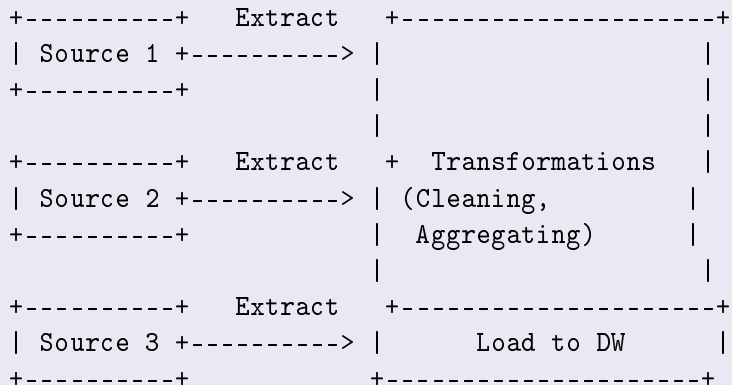 +----------+   Extract   +----------------------+
| Source 1 +----------> |                      |
+----------+            |                      |
                        |                      |
+----------+   Extract   +  Transformations   |
| Source 2 +----------> | (Cleaning,          |
+----------+            |  Aggregating)       |
                        |                      |
+----------+   Extract   +----------------------+
| Source 3 +----------> |      Load to DW       |
+----------+            +---------------------+